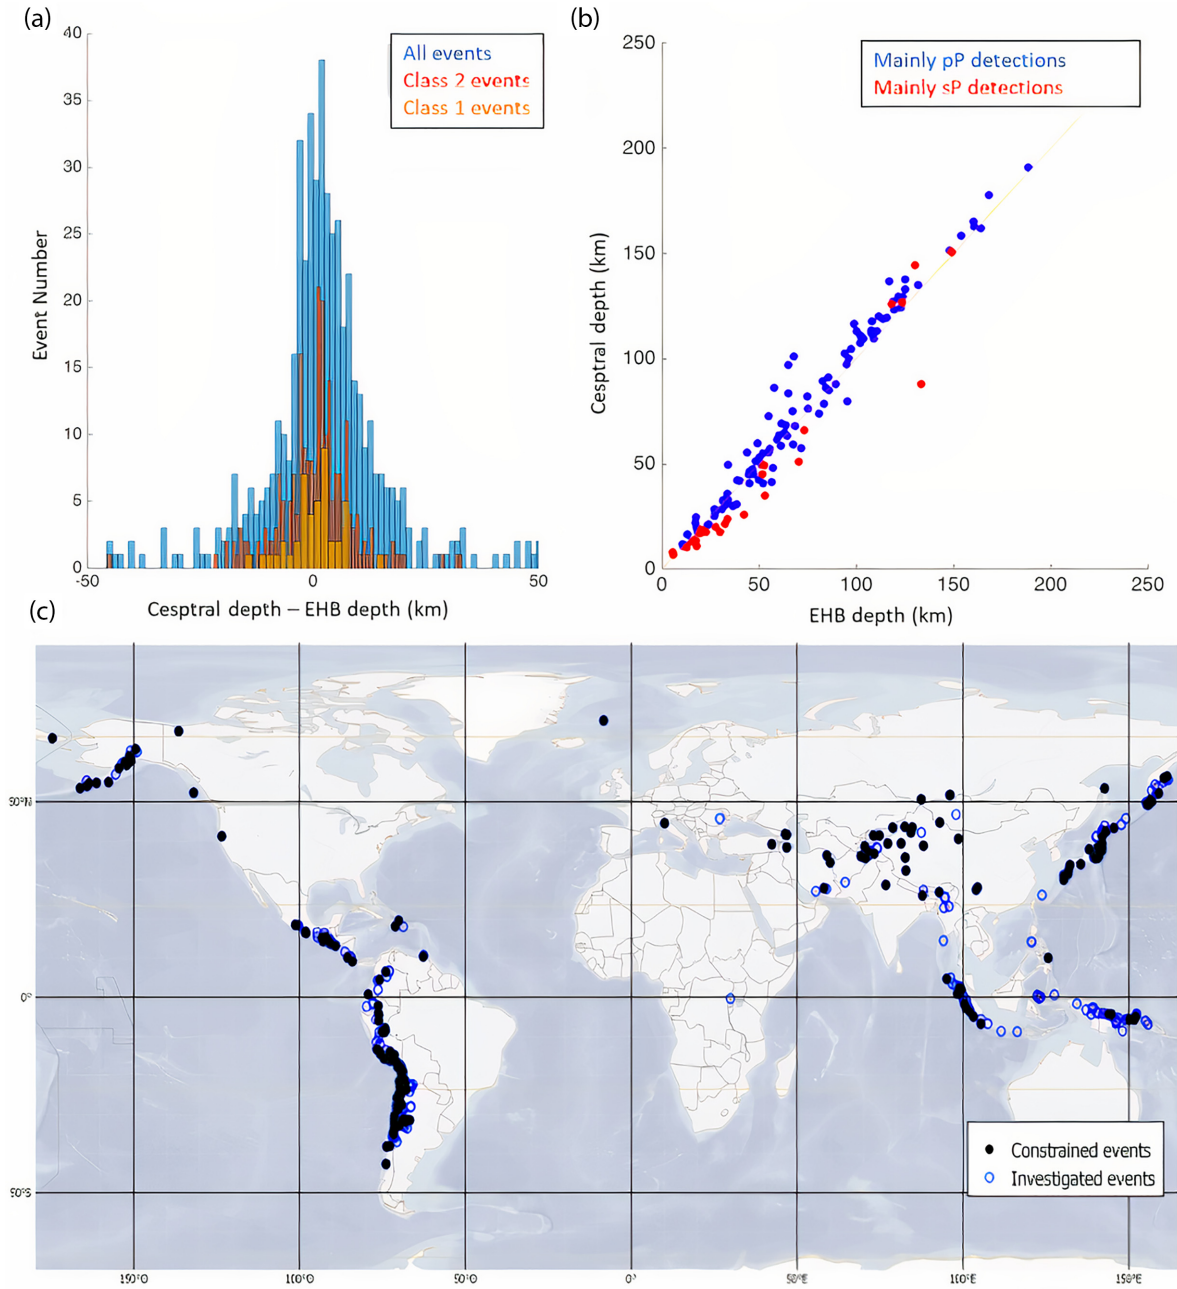 (a)
40
35
30
25
20
15
10
5
0
Event Number
All events
Class 2 events
Class 1 events
-50
0
50
Cesptral depth – EHB depth (km)
(b)
250
200
150
100
50
0
Cesptral depth (km)
Mainly pP detections
Mainly sP detections
0
50
100
150
200
250
EHB depth (km)
(c)
0°
Constrained events
Investigated events
0°